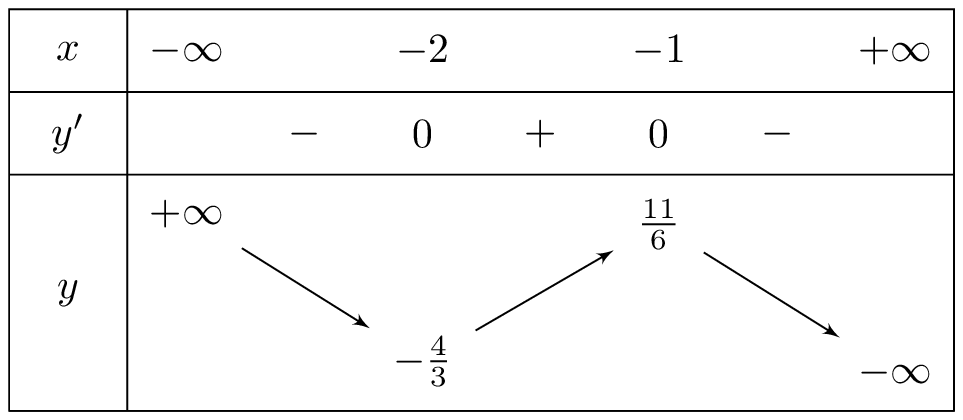 x −∞ −2 −1 +∞
y′ − 0 + 0 −
+∞ 11/6
y
−4/3 −∞